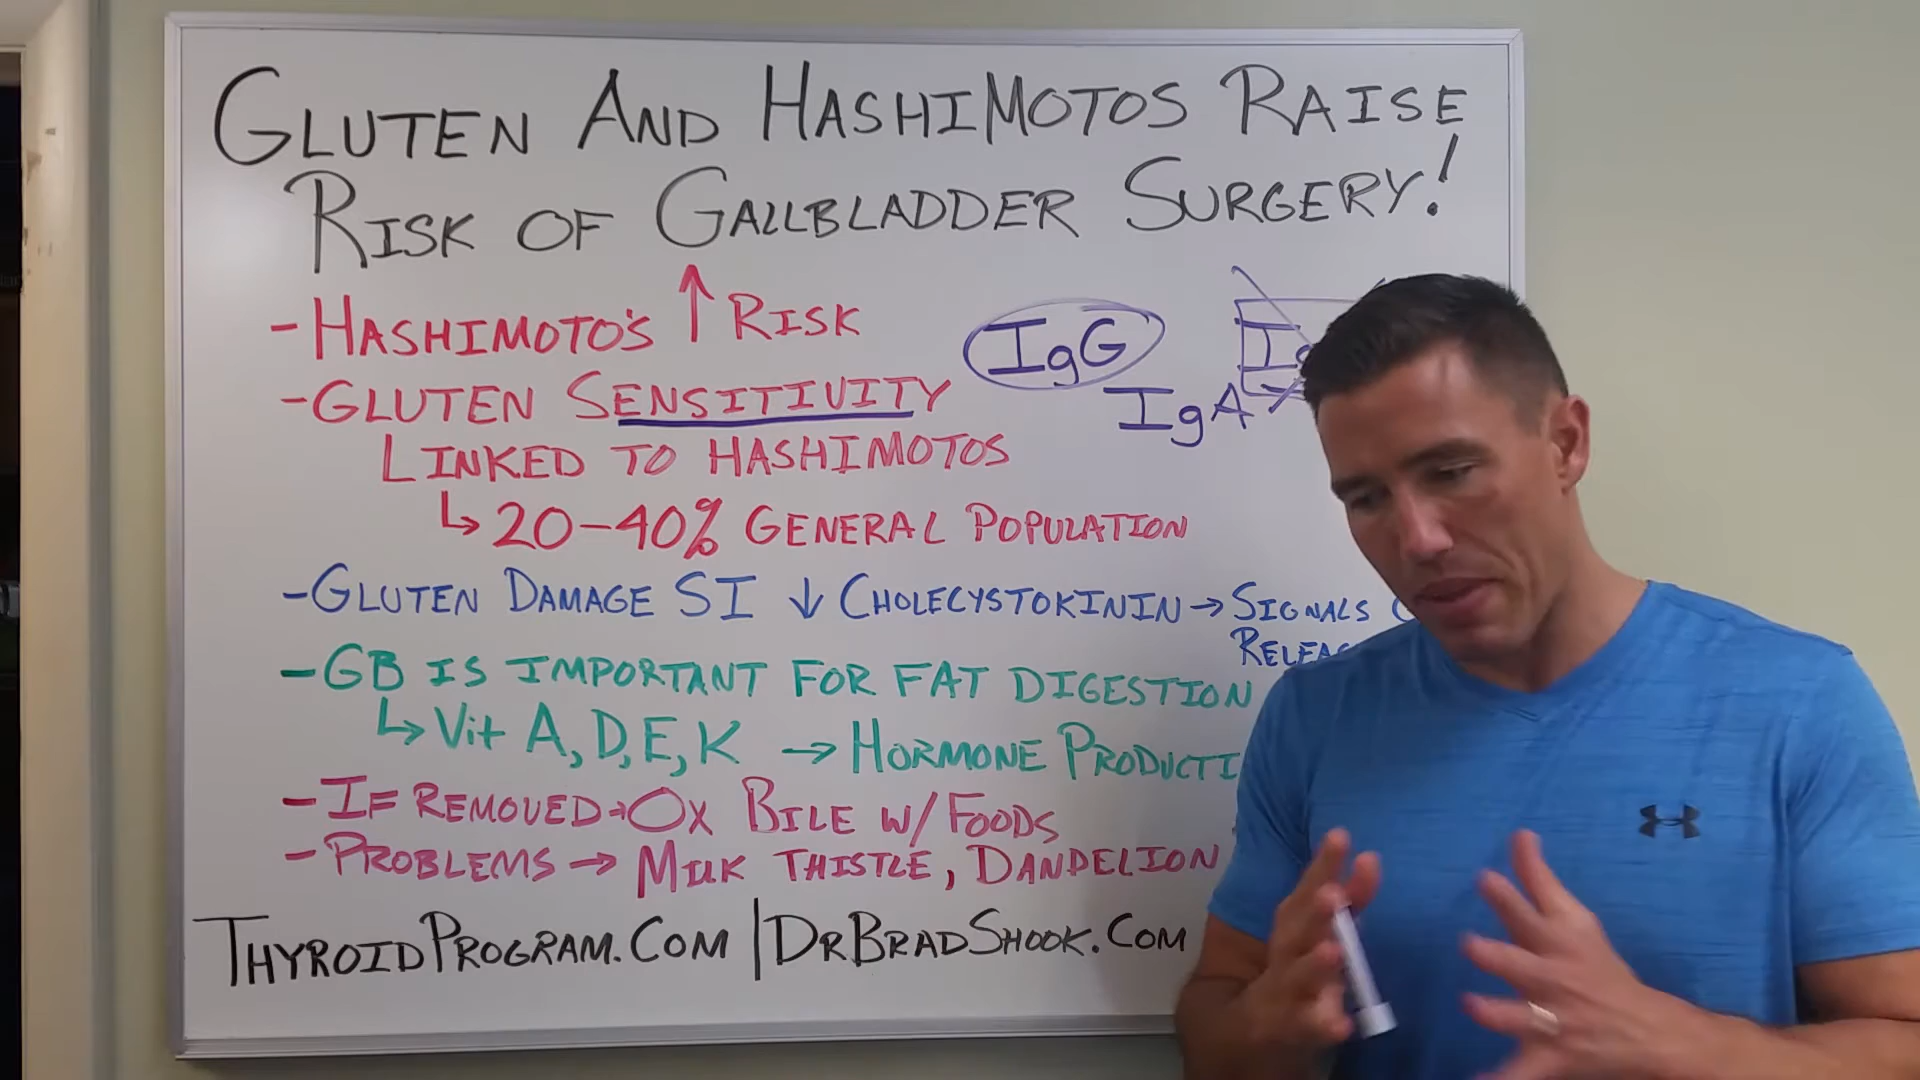 GLUTEN AND HASHIMOTOS RAISE
RISK OF GALLBLADDER SURGERY!
- HASHIMOTO'S ↑ RISK
IgG
- GLUTEN SENSITIVITY
IgA
LINKED TO HASHIMOTOS
↳ 20-40% GENERAL POPULATION
- GLUTEN DAMAGE SI ↓ CHOLECYSTOKININ → SIGNALS
- GB IS IMPORTANT FOR FAT DIGESTION
↳ Vit A, D, E, K → HORMONE
- IF REMOVED → OX BILE W/ FOODS
- PROBLEMS → MILK THISTLE, DANDELION
THYROIDPROGRAM.COM | DRBRADSHOOK.COM